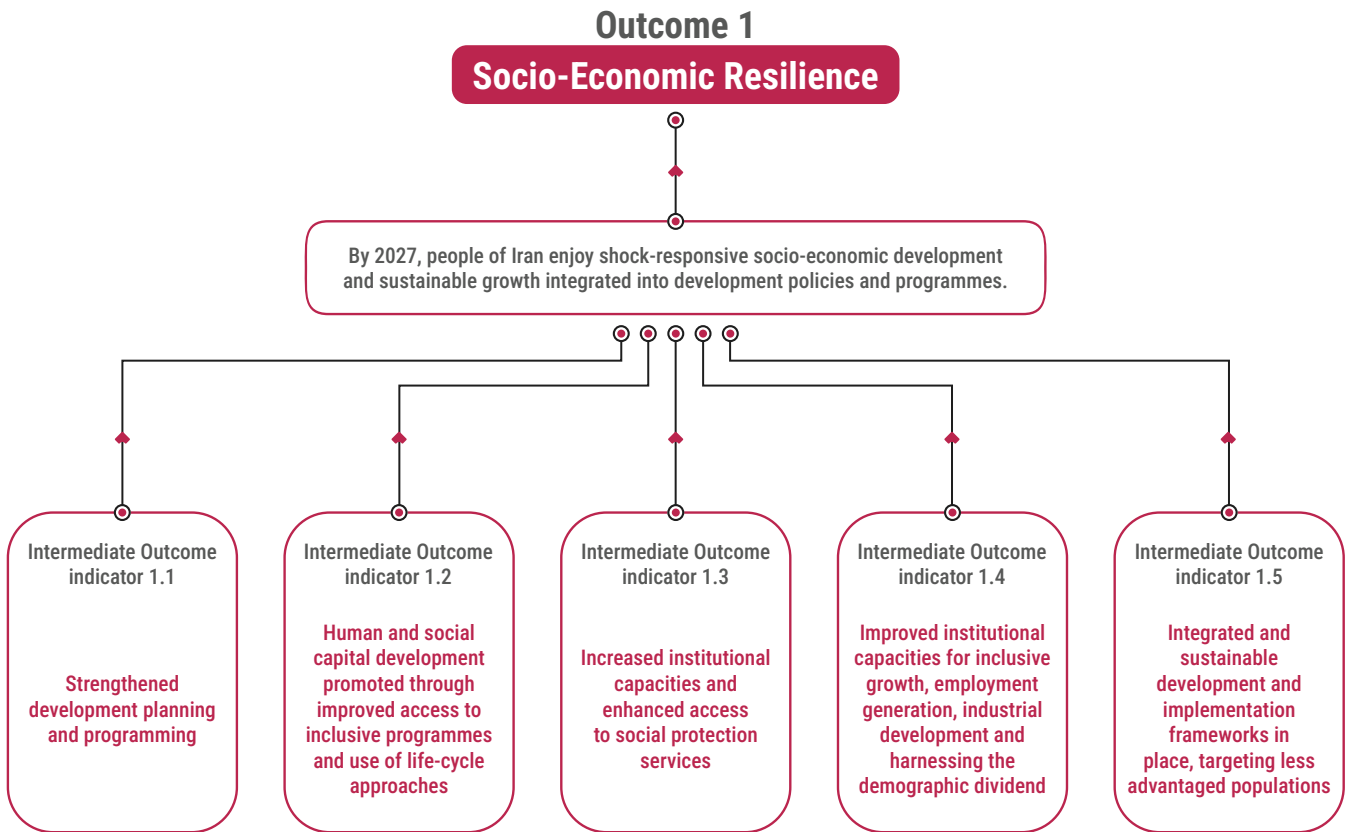 Outcome 1
Socio-Economic Resilience
By 2027, people of Iran enjoy shock-responsive socio-economic development
and sustainable growth integrated into development policies and programmes.
Intermediate Outcome
indicator 1.1
Strengthened
development planning
and programming
Intermediate Outcome
indicator 1.2
Human and social
capital development
promoted through
improved access to
inclusive programmes
and use of life-cycle
approaches
Intermediate Outcome
indicator 1.3
Increased institutional
capacities and
enhanced access
to social protection
services
Intermediate Outcome
indicator 1.4
Improved institutional
capacities for inclusive
growth, employment
generation, industrial
development and
harnessing the
demographic dividend
Intermediate Outcome
indicator 1.5
Integrated and
sustainable
development and
implementation
frameworks in
place, targeting less
advantaged populations